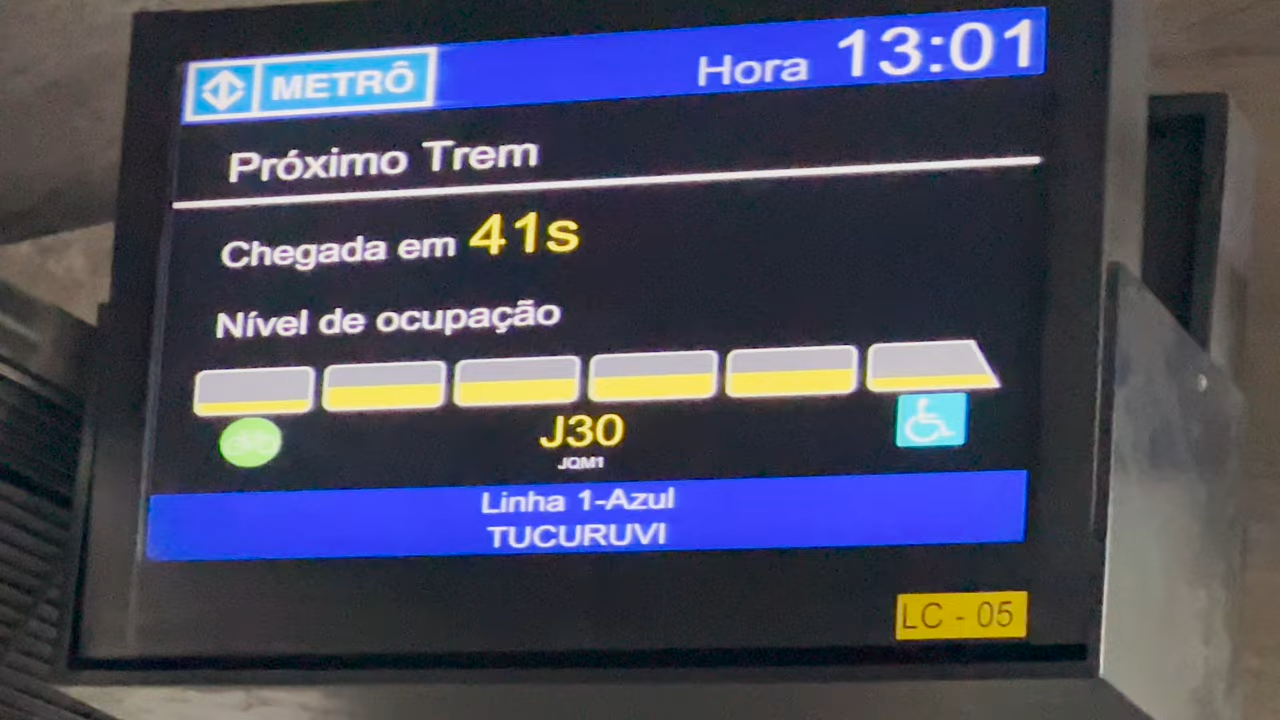 METRÔ
Hora 13:01
Próximo Trem
Chegada em 41s
Nível de ocupação
J30
JQM1
Linha 1-Azul
TUCURUVI
LC - 05